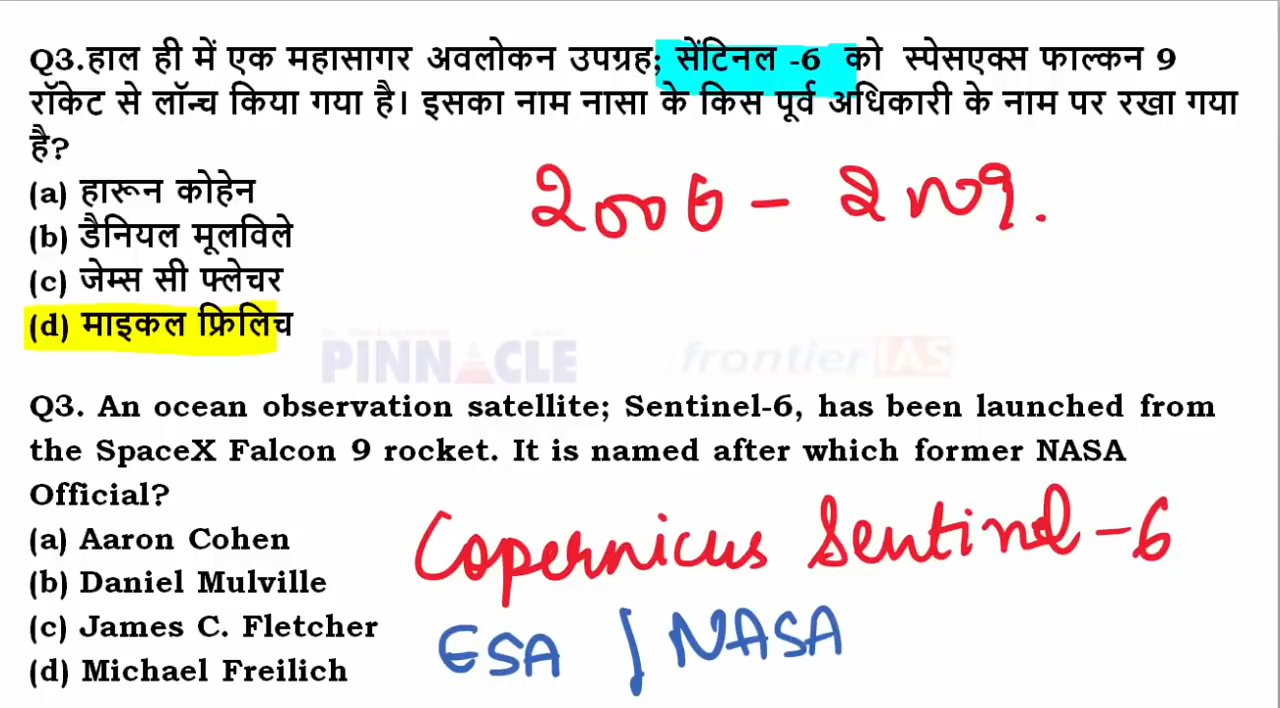 Q3.हाल ही में एक महासागर अवलोकन उपग्रह; सेंटिनल -6 को स्पेसएक्स फाल्कन 9
रॉकेट से लॉन्च किया गया है। इसका नाम नासा के किस पूर्व अधिकारी के नाम पर रखा गया
है?
(a) हारून कोहेन
(b) डैनियल मूलविले
(c) जेम्स सी फ्लेचर
(d) माइकल फ्रिलिच
2006 -
PINNACLE frontier IAS
Q3. An ocean observation satellite; Sentinel-6, has been launched from
the SpaceX Falcon 9 rocket. It is named after which former NASA
Official?
(a) Aaron Cohen
(b) Daniel Mulville
(c) James C. Fletcher
(d) Michael Freilich
Copernicus Sentinel-6
ESA / NASA